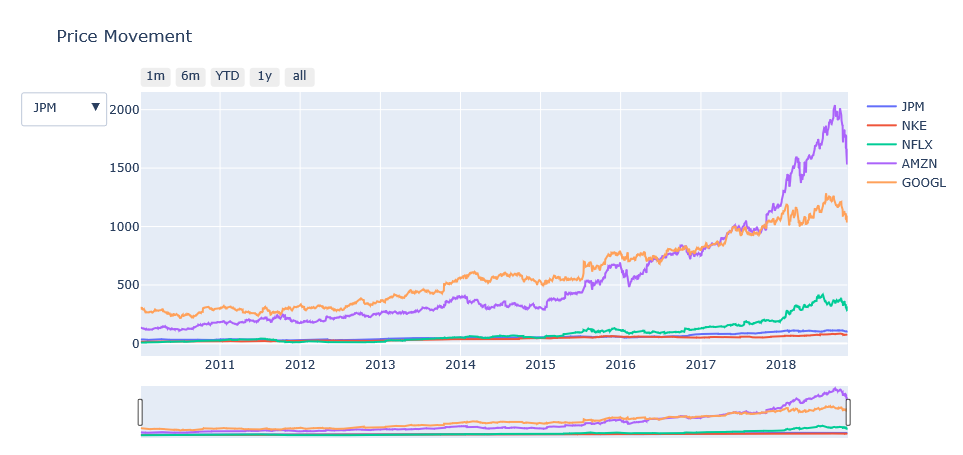 Price Movement
1m 6m YTD 1y all
JPM ▼
2000
1500
1000
500
0
2011 2012 2013 2014 2015 2016 2017 2018
JPM
NKE
NFLX
AMZN
GOOGL